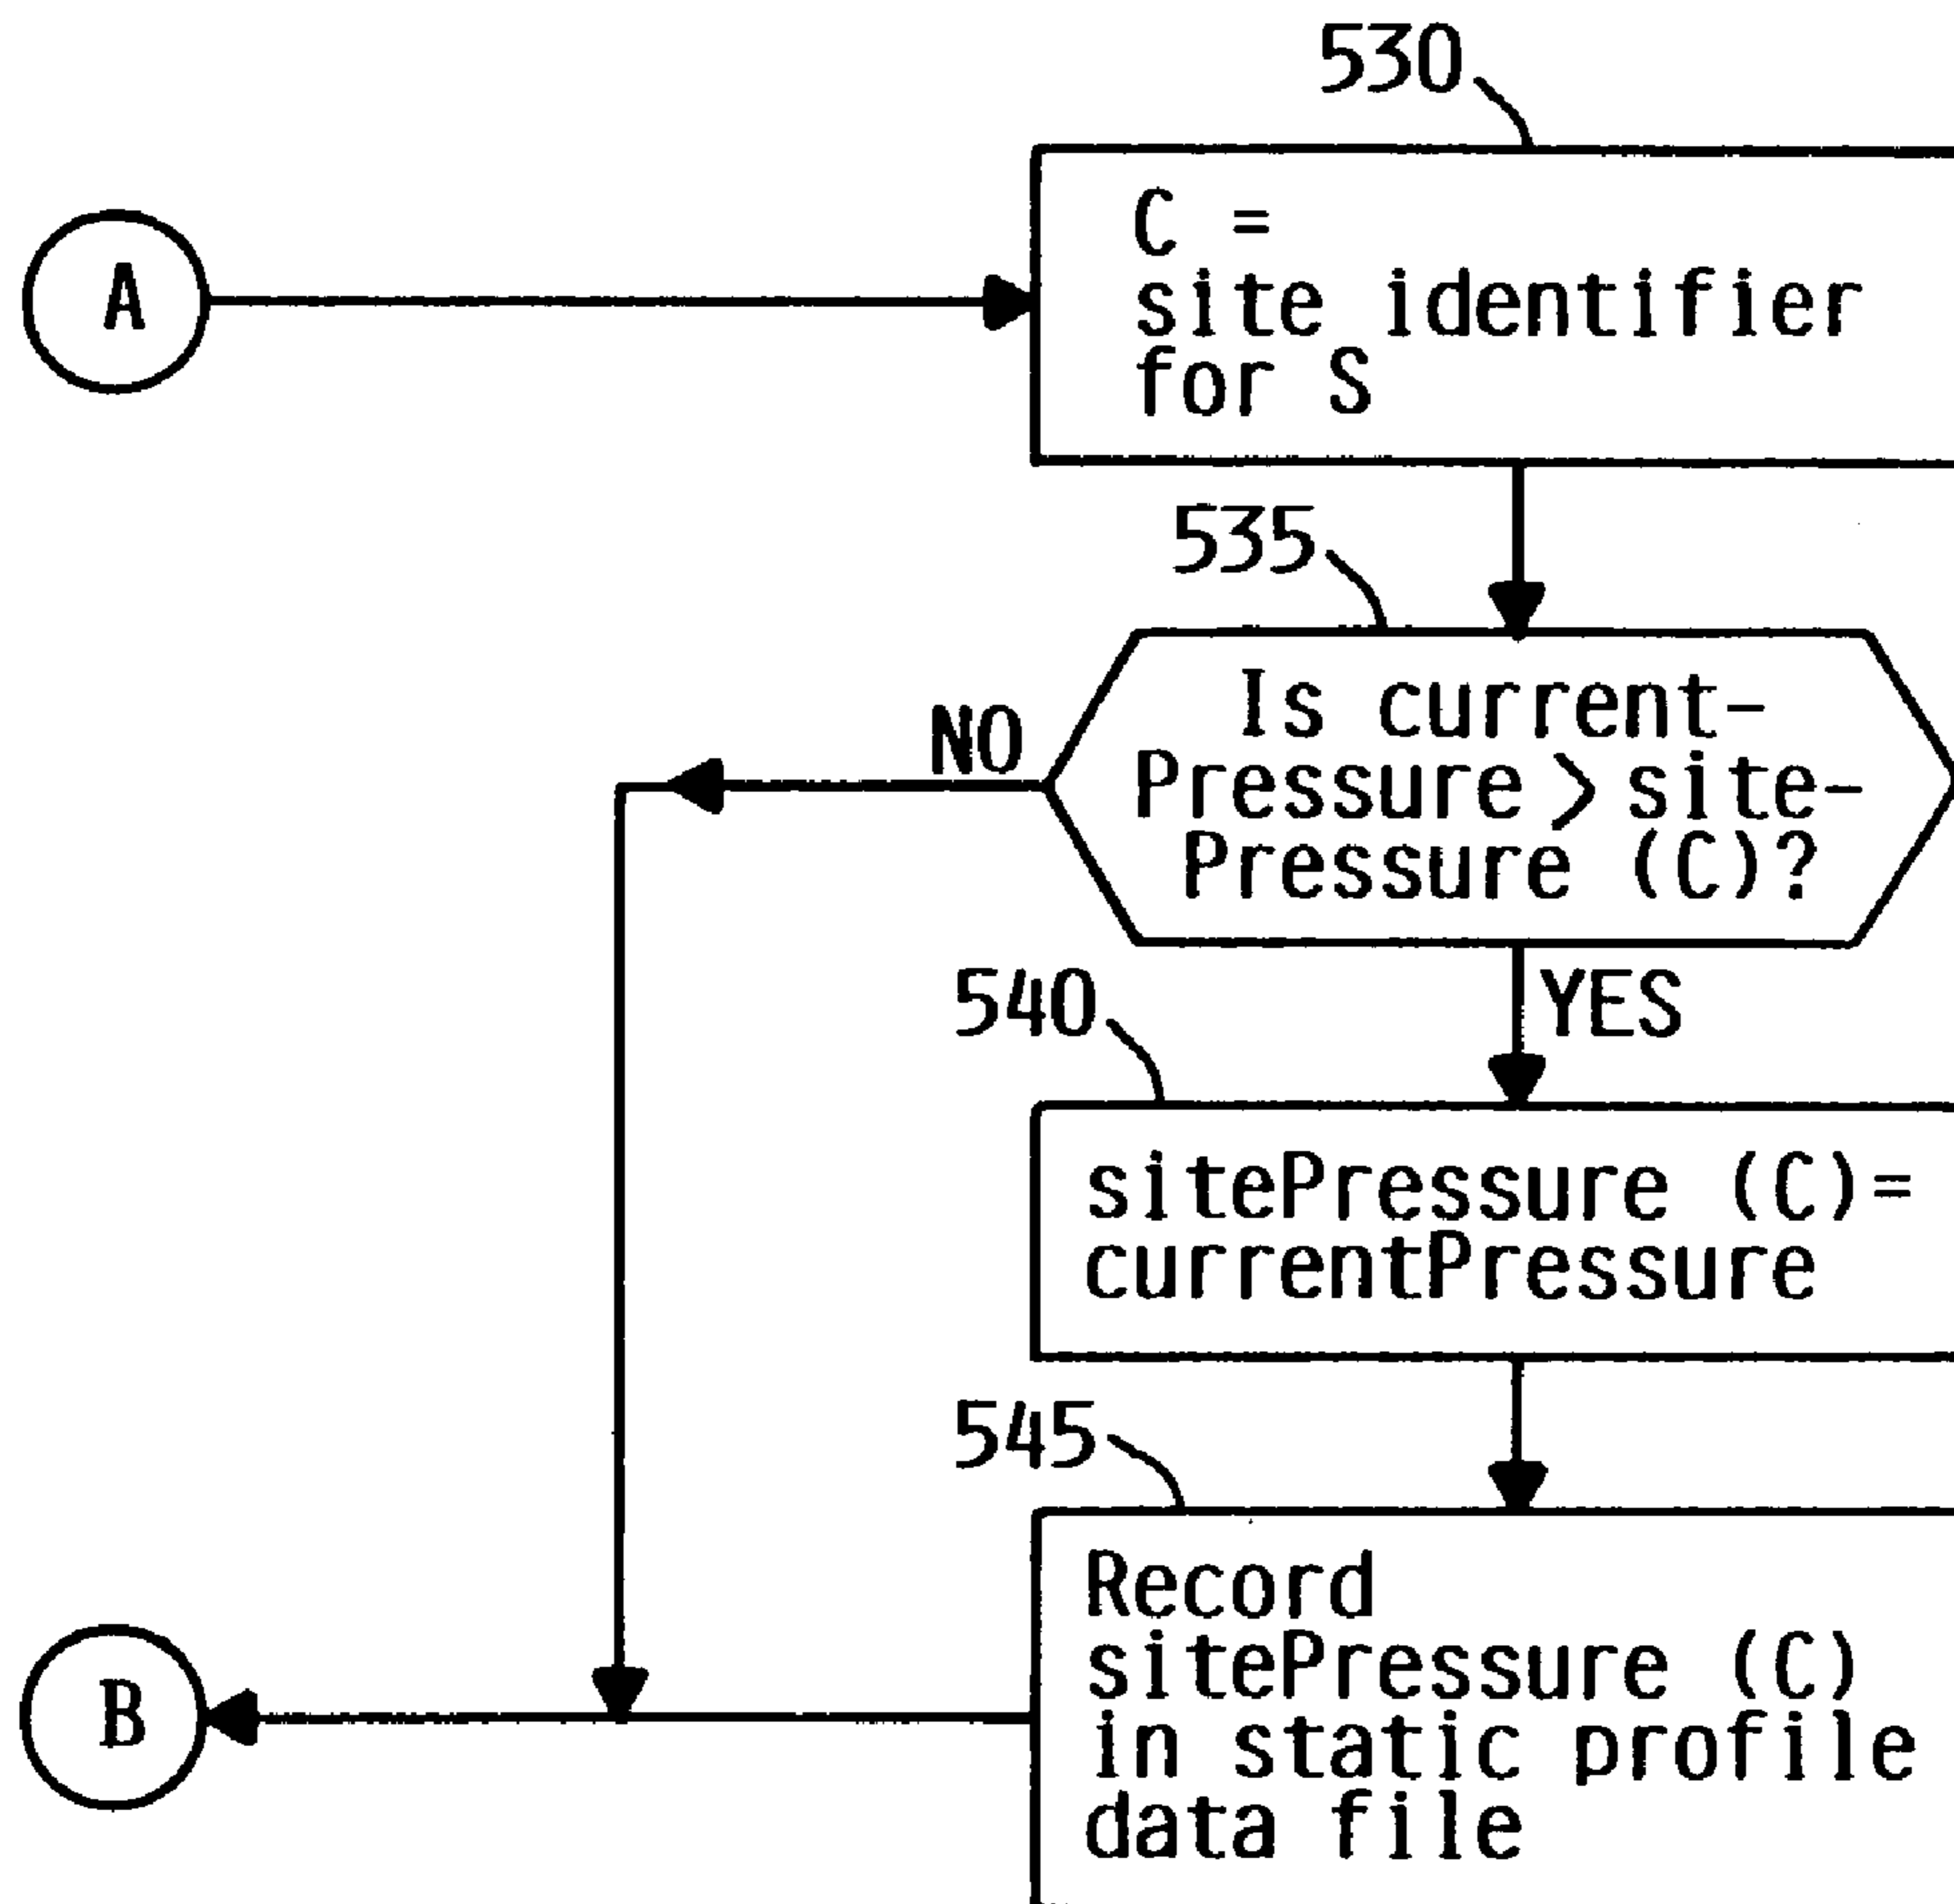 530
A
C =
site identifier
for S
535
Is current-
Pressure > site-
Pressure (C)?
NO
YES
540
sitePressure (C)=
currentPressure
545
Record
sitePressure (C)
in static profile
data file
B